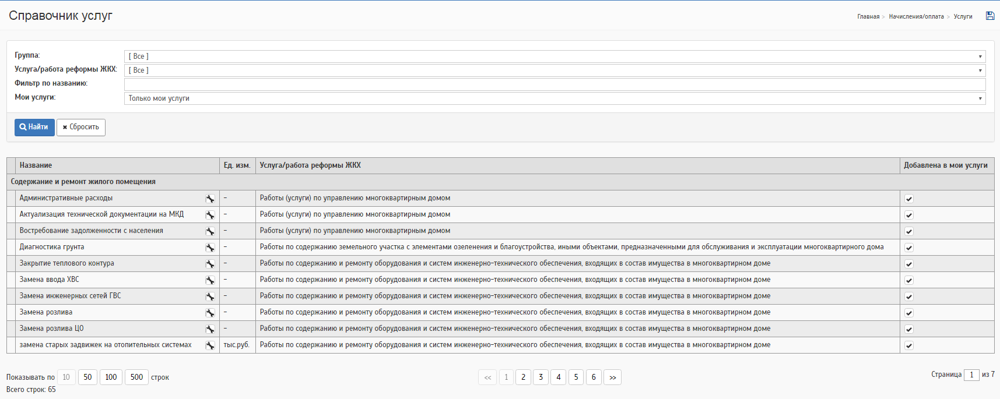 Справочник услуг
Главная > Начисления/оплата > Услуги
Группа: [ Все ]
Услуга/работа реформы ЖКХ: [ Все ]
Фильтр по названию:
Мои услуги: Только мои услуги
Найти Сбросить
Название Ед. изм. Услуга/работа реформы ЖКХ Добавлена в мои услуги
Содержание и ремонт жилого помещения
Административные расходы – Работы (услуги) по управлению многоквартирным домом
Актуализация технической документации на МКД – Работы (услуги) по управлению многоквартирным домом
Востребование задолженности с населения – Работы (услуги) по управлению многоквартирным домом
Диагностика грунта – Работы по содержанию земельного участка с элементами озеленения и благоустройства, иными объектами, предназначенными для обслуживания и эксплуатации многоквартирного дома
Закрытие теплового контура – Работы по содержанию и ремонту оборудования и систем инженерно-технического обеспечения, входящих в состав имущества в многоквартирном доме
Замена ввода ХВС – Работы по содержанию и ремонту оборудования и систем инженерно-технического обеспечения, входящих в состав имущества в многоквартирном доме
Замена инженерных сетей ГВС – Работы по содержанию и ремонту оборудования и систем инженерно-технического обеспечения, входящих в состав имущества в многоквартирном доме
Замена розлива – Работы по содержанию и ремонту оборудования и систем инженерно-технического обеспечения, входящих в состав имущества в многоквартирном доме
Замена розлива ЦО – Работы по содержанию и ремонту оборудования и систем инженерно-технического обеспечения, входящих в состав имущества в многоквартирном доме
замена старых задвижек на отопительных системах тыс.руб. Работы по содержанию и ремонту оборудования и систем инженерно-технического обеспечения, входящих в состав имущества в многоквартирном доме
Показывать по 10 50 100 500 строк << 1 2 3 4 5 6 >> Страница 1 из 7
Всего строк: 65